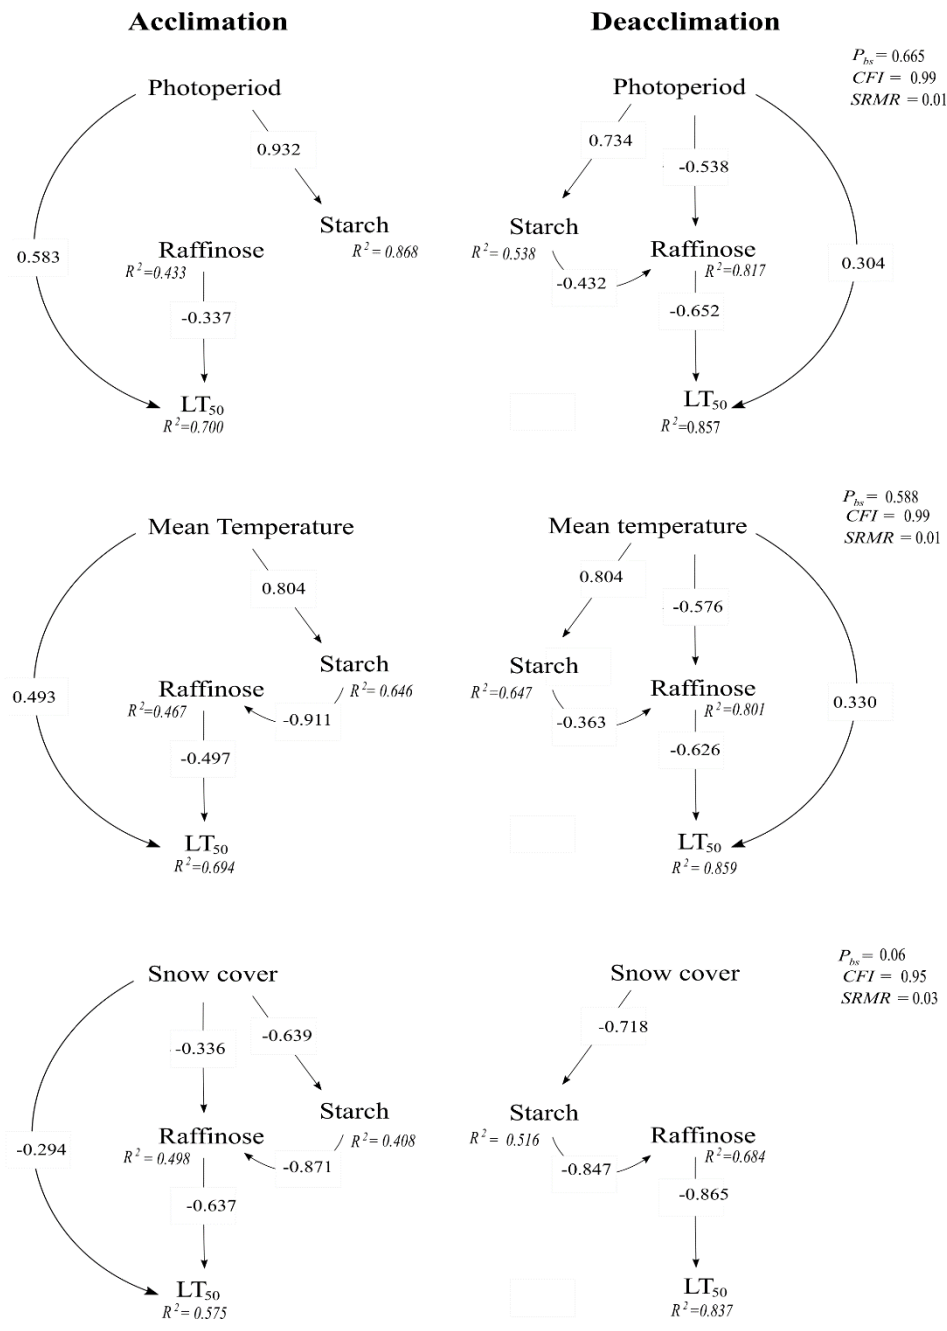 Acclimation
Deacclimation
P_bs = 0.665
CFI = 0.99
SRMR = 0.01
Photoperiod
0.932
Starch
R² = 0.868
0.583
Raffinose
R²=0.433
-0.337
LT₅₀
R²=0.700
Photoperiod
0.734
-0.538
Starch
R² = 0.538
Raffinose
R²=0.817
0.304
-0.432
-0.652
LT₅₀
R²=0.857
P_bs = 0.588
CFI = 0.99
SRMR = 0.01
Mean Temperature
0.804
Starch
R² = 0.646
0.493
Raffinose
R²=0.467
-0.911
-0.497
LT₅₀
R²=0.694
Mean temperature
0.804
-0.576
Starch
R²=0.647
Raffinose
R²=0.801
0.330
-0.363
-0.626
LT₅₀
R² = 0.859
P_bs = 0.06
CFI = 0.95
SRMR = 0.03
Snow cover
-0.336
-0.639
Starch
R² = 0.408
-0.294
Raffinose
R² = 0.498
-0.871
-0.637
LT₅₀
R²=0.575
Snow cover
-0.718
Starch
R² = 0.516
Raffinose
R²=0.684
-0.847
-0.865
LT₅₀
R²=0.837